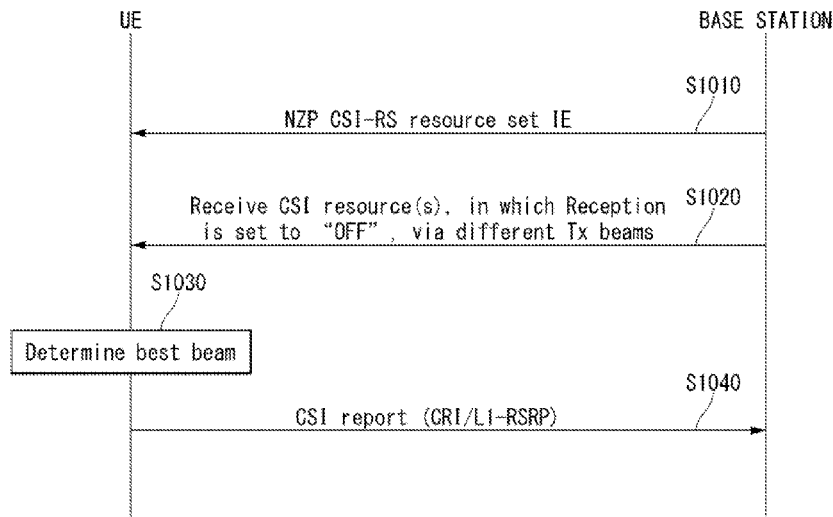 UE
BASE STATION
S1010
NZP CSI-RS resource set IE
S1020
Receive CSI resource(s), in which Reception
is set to "OFF", via different Tx beams
S1030
Determine best beam
S1040
CSI report (CRI/L1-RSRP)